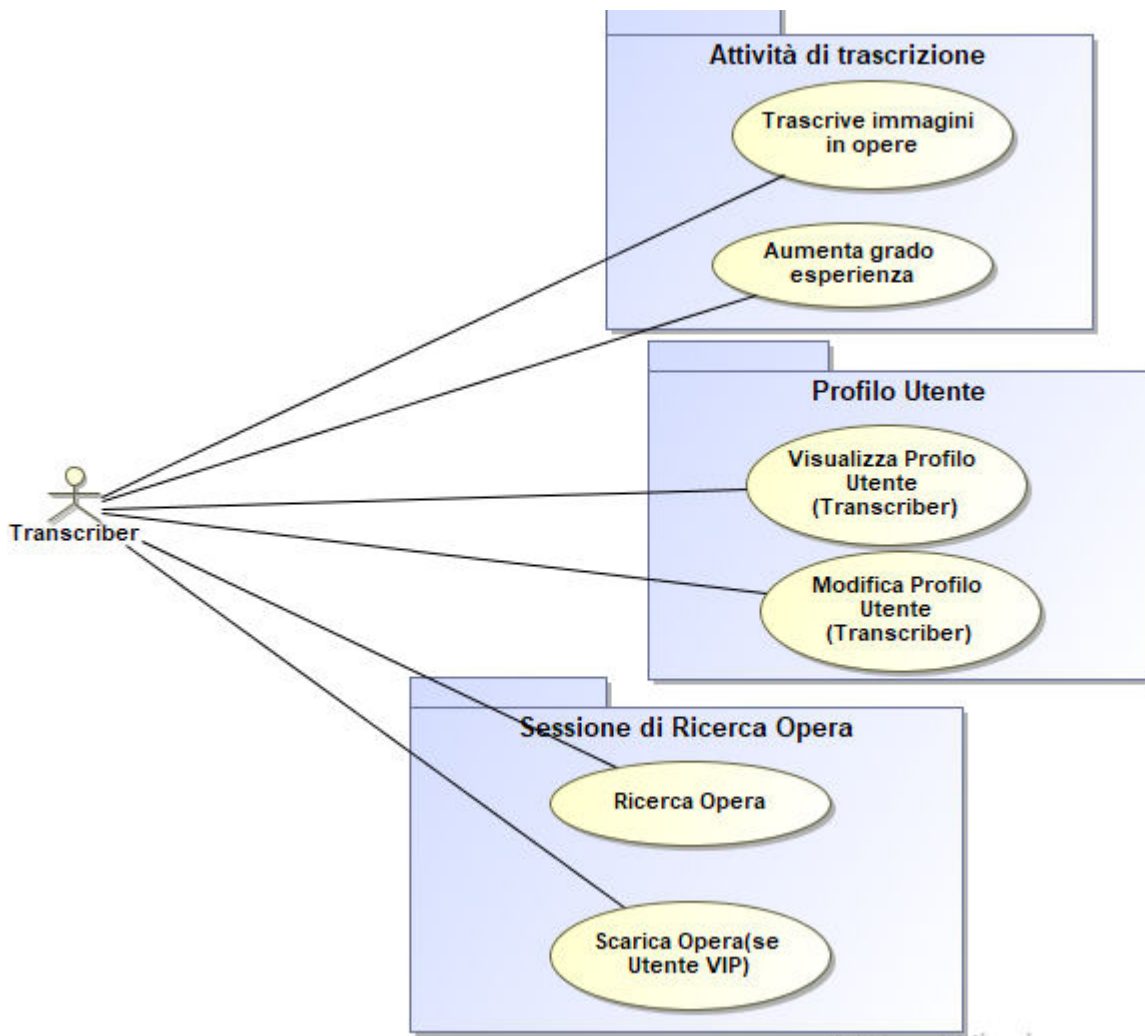 Attività di trascrizione
Trascrive immagini
in opere
Aumenta grado
esperienza
Profilo Utente
Visualizza Profilo
Utente
(Transcriber)
Modifica Profilo
Utente
(Transcriber)
Transcriber
Sessione di Ricerca Opera
Ricerca Opera
Scarica Opera(se
Utente VIP)